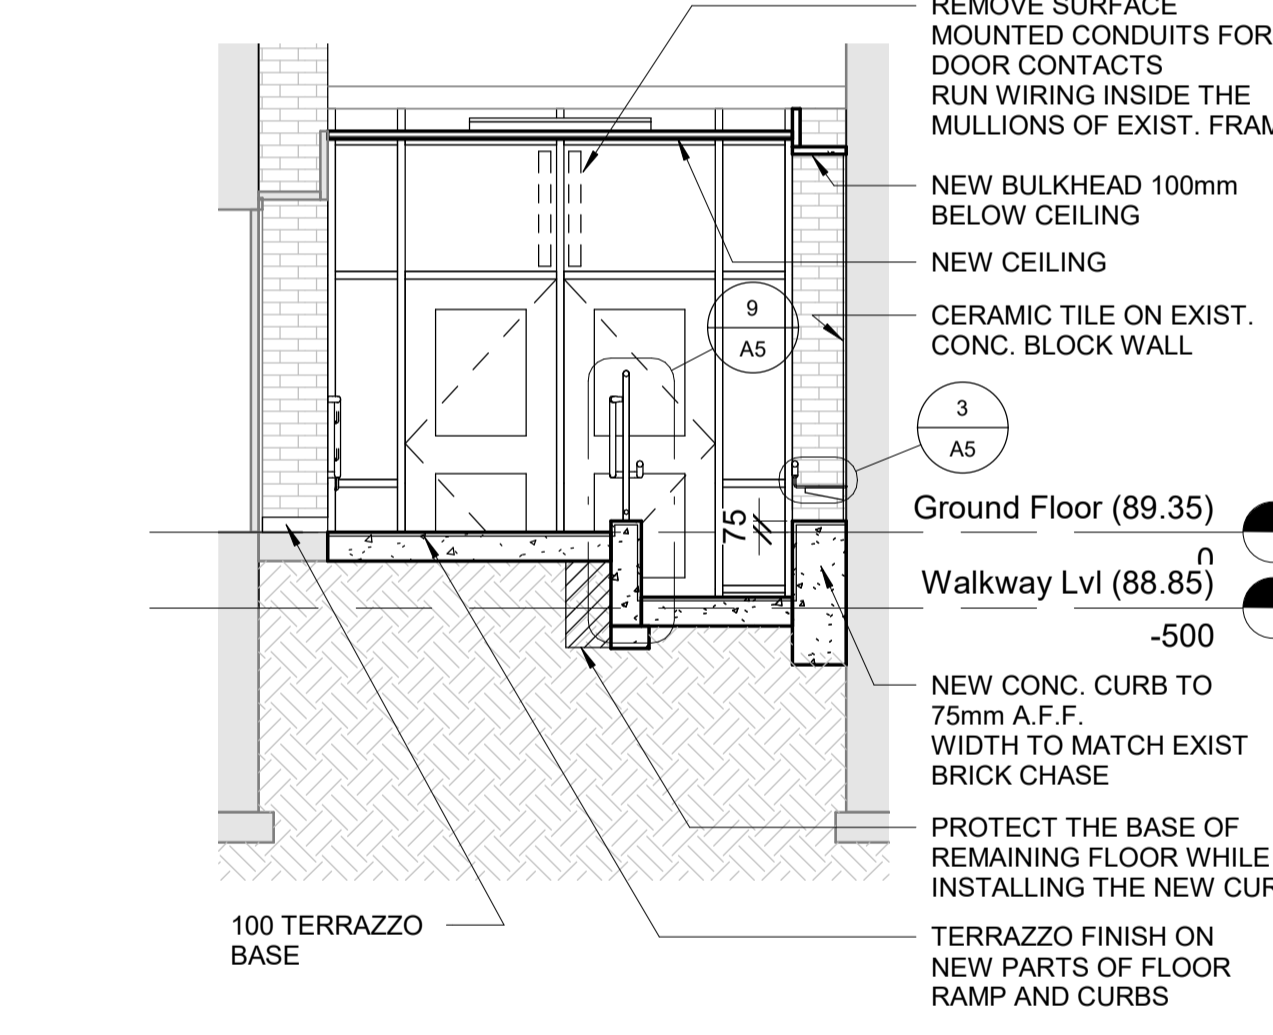 REMOVE SURFACE
MOUNTED CONDUITS FOR
DOOR CONTACTS
RUN WIRING INSIDE THE
MULLIONS OF EXIST. FRAM
NEW BULKHEAD 100mm
BELOW CEILING
NEW CEILING
CERAMIC TILE ON EXIST.
CONC. BLOCK WALL
9
A5
3
A5
75
Ground Floor (89.35)
0
Walkway Lvl (88.85)
-500
NEW CONC. CURB TO
75mm A.F.F.
WIDTH TO MATCH EXIST
BRICK CHASE
PROTECT THE BASE OF
REMAINING FLOOR WHILE
INSTALLING THE NEW CUR
TERRAZZO FINISH ON
NEW PARTS OF FLOOR
RAMP AND CURBS
100 TERRAZZO
BASE